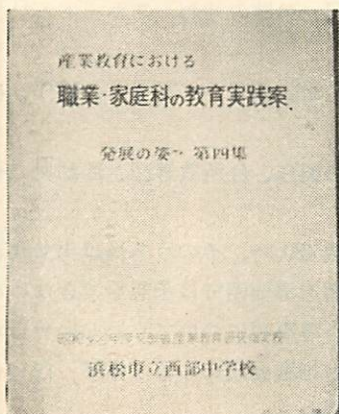 産業教育における
職業・家庭科の教育実践案
発展の姿 第四集
浜松市立西部中学校